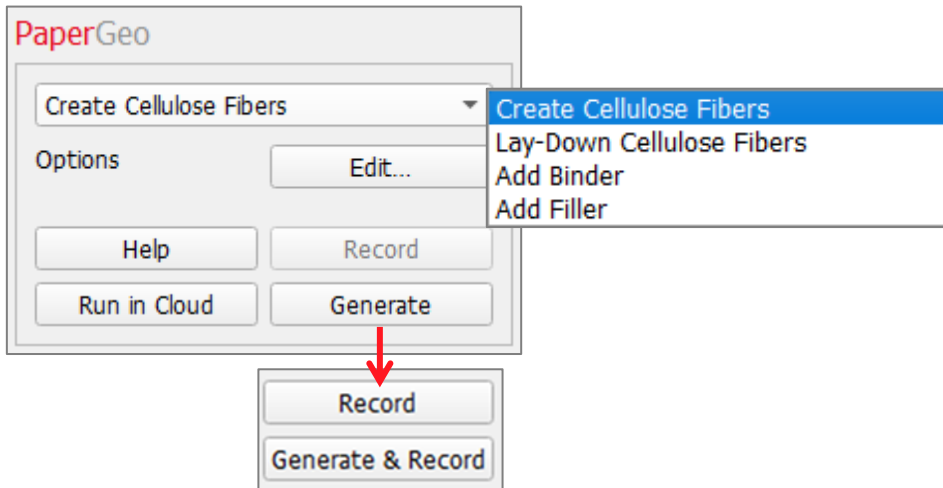 PaperGeo
Create Cellulose Fibers
Create Cellulose Fibers
Lay-Down Cellulose Fibers
Add Binder
Add Filler
Options
Edit...
Help
Record
Run in Cloud
Generate
Record
Generate & Record